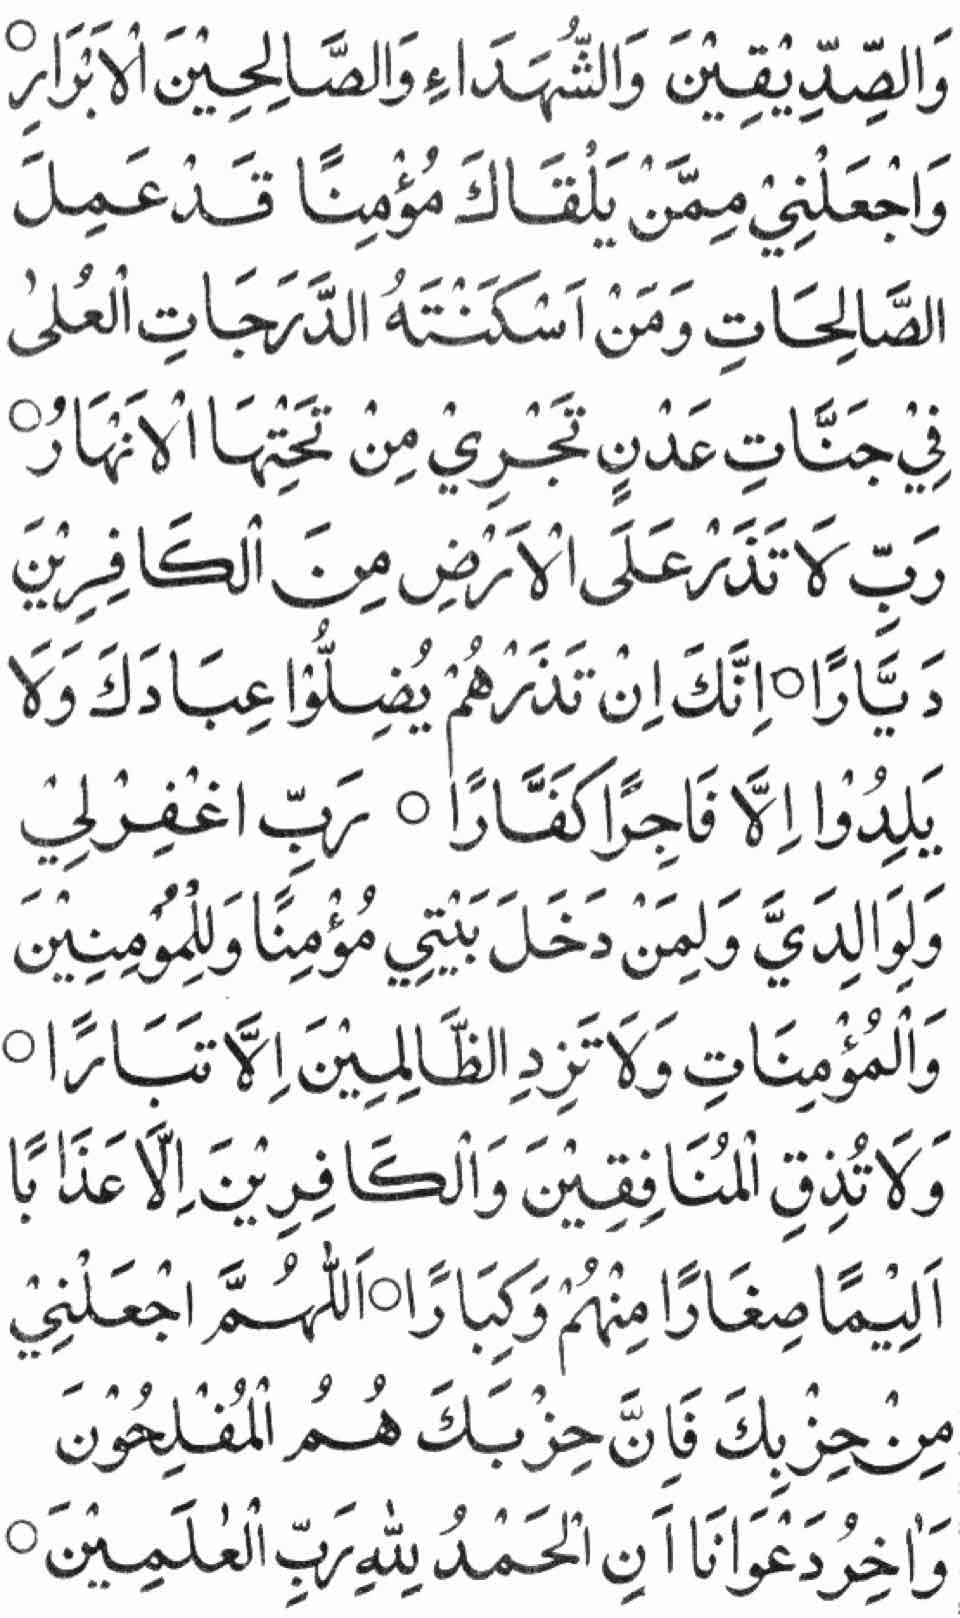 وَالصِّدِّيْقِيْنَ وَالشُّهَدَاءِ وَالصَّالِحِيْنَ الْاَبْرَارِ ○
وَاجْعَلْنِيْ مِمَّنْ يَلْقَاكَ مُؤْمِنًا قَدْ عَمِلَ
الصَّالِحَاتِ وَمَنْ اَسْكَنْتَهُ الدَّرَجَاتِ الْعُلىٰ
فِيْ جَنَّاتِ عَدْنٍ تَجْرِيْ مِنْ تَحْتِهَا الْاَنْهَارُ ○
رَبِّ لَا تَذَرْ عَلَى الْاَرْضِ مِنَ الْكَافِرِيْنَ
دَيَّارًا ○ اِنَّكَ اِنْ تَذَرْهُمْ يُضِلُّوْا عِبَادَكَ وَلَا
يَلِدُوْا اِلَّا فَاجِرًا كَفَّارًا ○ رَبِّ اغْفِرْ لِيْ
وَلِوَالِدَيَّ وَلِمَنْ دَخَلَ بَيْتِي مُؤْمِنًا وَلِلْمُؤْمِنِيْنَ
وَالْمُؤْمِنَاتِ وَلَا تَزِدِ الظَّالِمِيْنَ اِلَّا تَبَارًا ○
وَلَا تُذِقِ الْمُنَافِقِيْنَ وَالْكَافِرِيْنَ اِلَّا عَذَابًا
اَلِيْمًا صِغَارًا مِنْهُمْ وَكِبَارًا ○ اَللّٰهُمَّ اجْعَلْنِيْ
مِنْ حِزْبِكَ فَاِنَّ حِزْبَكَ هُمُ الْمُفْلِحُوْنَ
وَاٰخِرُ دَعْوَانَا اَنِ الْحَمْدُ لِلّٰهِ رَبِّ الْعٰلَمِيْنَ ○